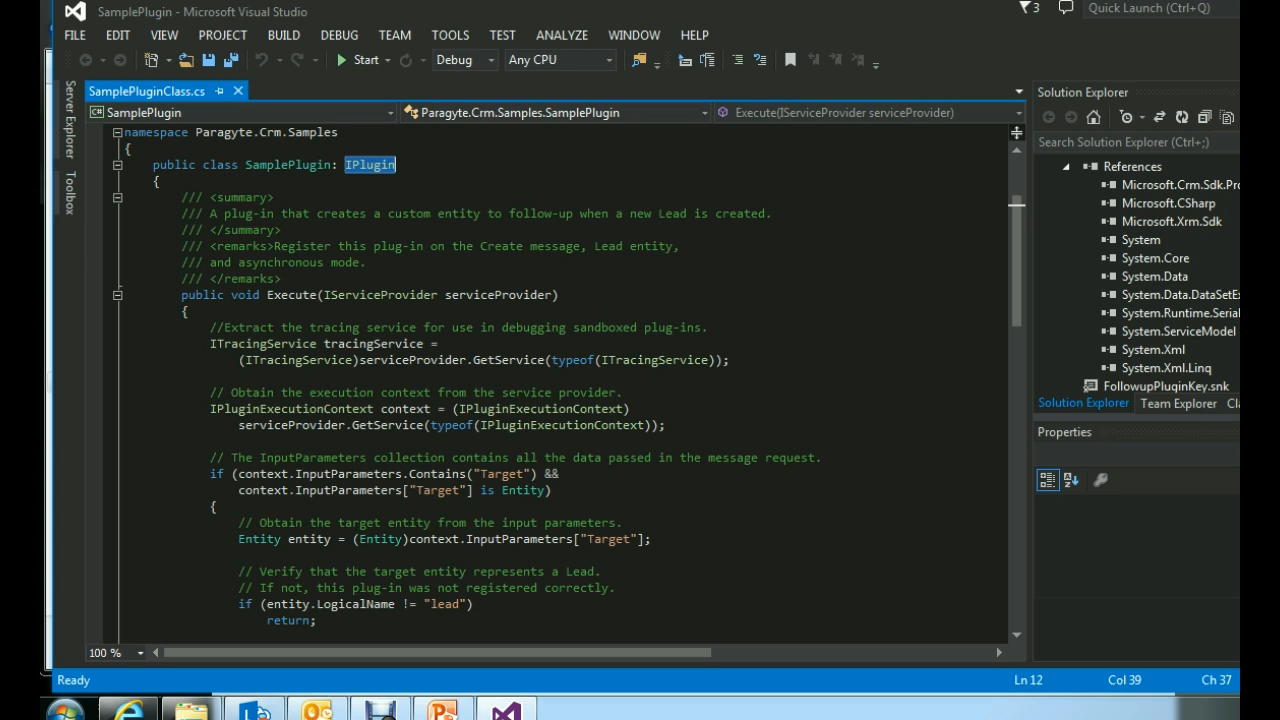 SamplePlugin - Microsoft Visual Studio
3
Quick Launch (Ctrl+Q)
FILE EDIT VIEW PROJECT BUILD DEBUG TEAM TOOLS TEST ANALYZE WINDOW HELP
Start Debug Any CPU
Server Explorer
Toolbox
SamplePluginClass.cs
SamplePlugin Paragyte.Crm.Samples.SamplePlugin Execute(IServiceProvider serviceProvider)
namespace Paragyte.Crm.Samples
{
public class SamplePlugin: IPlugin
{
/// <summary>
/// A plug-in that creates a custom entity to follow-up when a new Lead is created.
/// </summary>
/// <remarks>Register this plug-in on the Create message, Lead entity,
/// and asynchronous mode.
/// </remarks>
public void Execute(IServiceProvider serviceProvider)
{
//Extract the tracing service for use in debugging sandboxed plug-ins.
ITracingService tracingService =
(ITracingService)serviceProvider.GetService(typeof(ITracingService));
// Obtain the execution context from the service provider.
IPluginExecutionContext context = (IPluginExecutionContext)
serviceProvider.GetService(typeof(IPluginExecutionContext));
// The InputParameters collection contains all the data passed in the message request.
if (context.InputParameters.Contains("Target") &&
context.InputParameters["Target"] is Entity)
{
// Obtain the target entity from the input parameters.
Entity entity = (Entity)context.InputParameters["Target"];
// Verify that the target entity represents a Lead.
// If not, this plug-in was not registered correctly.
if (entity.LogicalName != "lead")
return;
100 %
Solution Explorer
Search Solution Explorer (Ctrl+;)
References
Microsoft.Crm.Sdk.Pro
Microsoft.CSharp
Microsoft.Xrm.Sdk
System
System.Core
System.Data
System.Data.DataSetEx
System.Runtime.Serial
System.ServiceModel
System.Xml
System.Xml.Linq
FollowupPluginKey.snk
Solution Explorer Team Explorer Cl
Properties
Ready Ln 12 Col 39 Ch 37